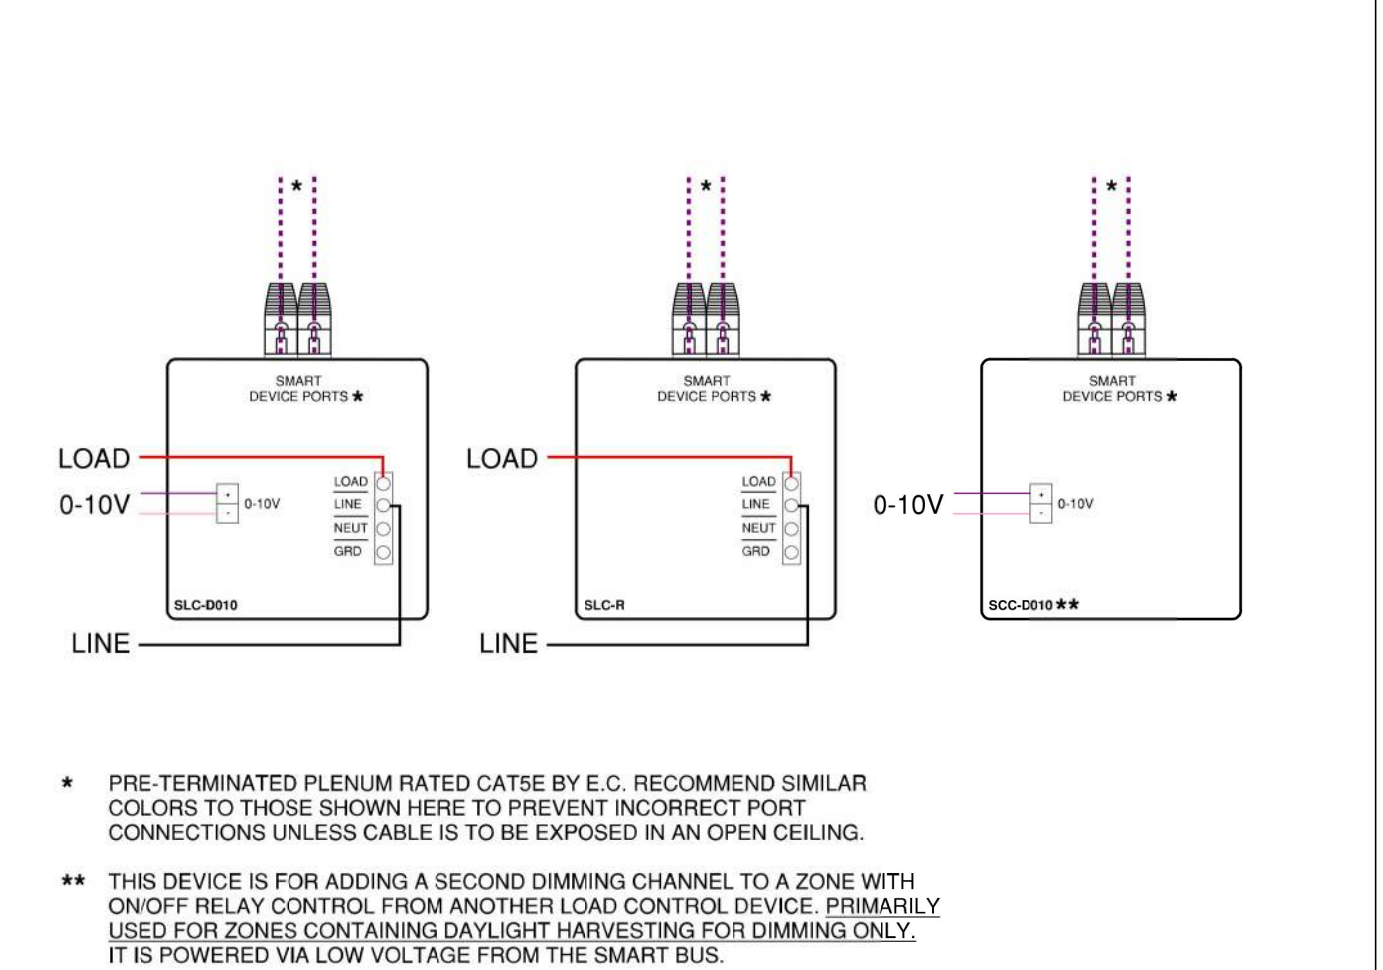 *
*
*
SMART
DEVICE PORTS *
SMART
DEVICE PORTS *
SMART
DEVICE PORTS *
LOAD
0-10V
+
-
0-10V
LOAD
LINE
NEUT
GRD
SLC-D010
LINE
LOAD
LOAD
LINE
NEUT
GRD
SLC-R
LINE
0-10V
+
-
0-10V
SCC-D010 **
* PRE-TERMINATED PLENUM RATED CAT5E BY E.C. RECOMMEND SIMILAR
COLORS TO THOSE SHOWN HERE TO PREVENT INCORRECT PORT
CONNECTIONS UNLESS CABLE IS TO BE EXPOSED IN AN OPEN CEILING.
** THIS DEVICE IS FOR ADDING A SECOND DIMMING CHANNEL TO A ZONE WITH
ON/OFF RELAY CONTROL FROM ANOTHER LOAD CONTROL DEVICE. PRIMARILY
USED FOR ZONES CONTAINING DAYLIGHT HARVESTING FOR DIMMING ONLY.
IT IS POWERED VIA LOW VOLTAGE FROM THE SMART BUS.